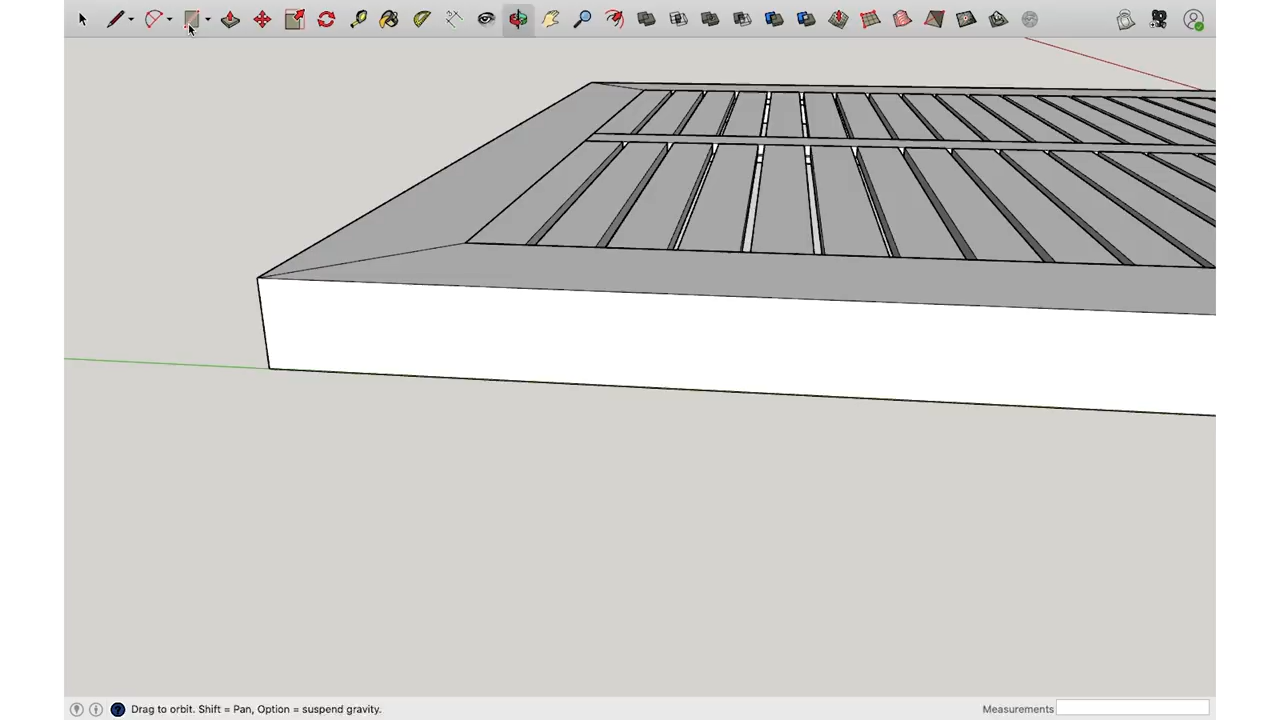 Drag to orbit. Shift = Pan, Option = suspend gravity.
Measurements